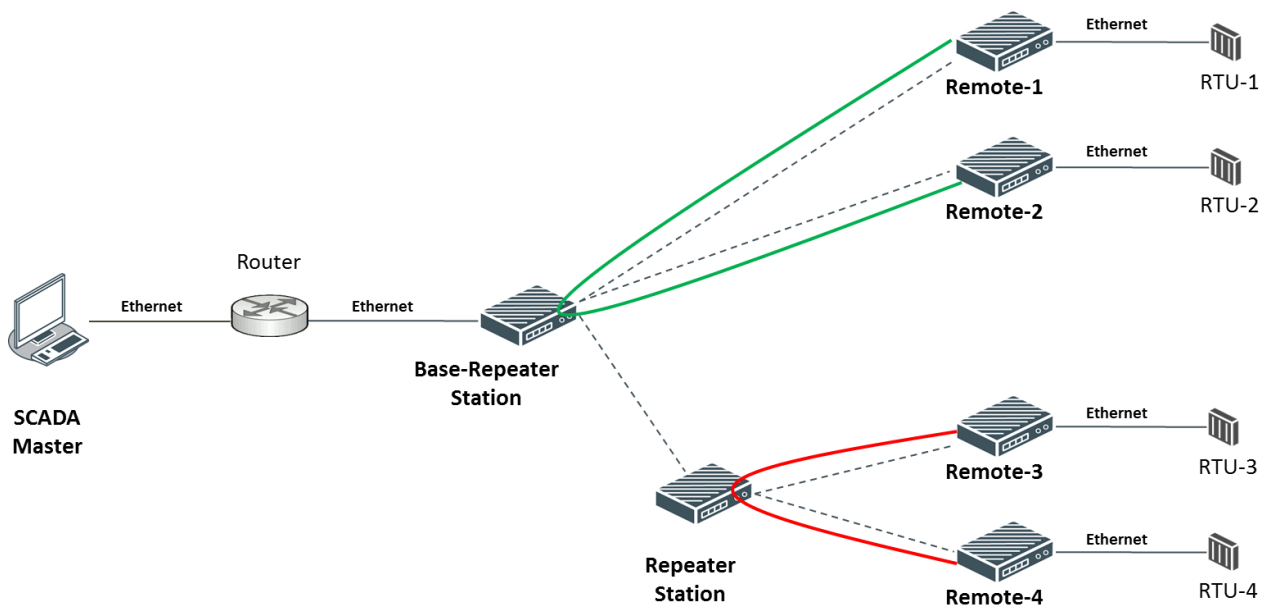 Ethernet
Remote-1
RTU-1
Ethernet
Remote-2
RTU-2
Router
Ethernet
Ethernet
Base-Repeater
Station
SCADA
Master
Ethernet
Remote-3
RTU-3
Ethernet
Repeater
Station
Remote-4
RTU-4